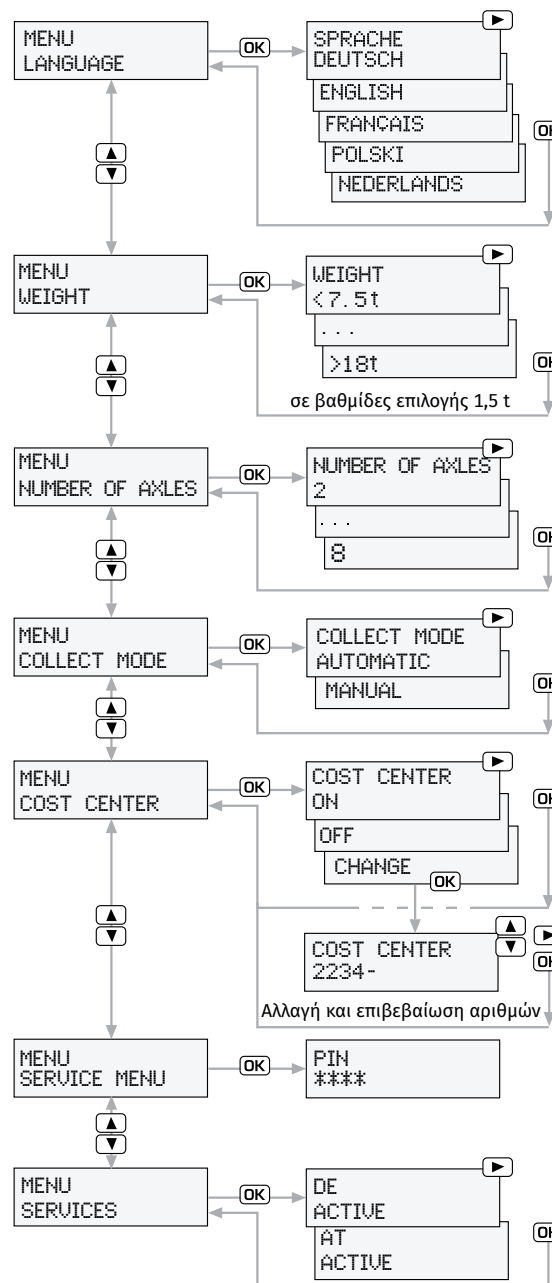 MENU
LANGUAGE
OK
SPRACHE
DEUTSCH
ENGLISH
FRANÇAIS
POLSKI
NEDERLANDS
OK
MENU
WEIGHT
OK
WEIGHT
<7.5t
...
>18t
OK
σε βαθμίδες επιλογής 1,5 t
MENU
NUMBER OF AXLES
OK
NUMBER OF AXLES
2
...
8
OK
MENU
COLLECT MODE
OK
COLLECT MODE
AUTOMATIC
MANUAL
OK
MENU
COST CENTER
OK
COST CENTER
ON
OFF
CHANGE
OK
OK
COST CENTER
2234-
OK
Αλλαγή και επιβεβαίωση αριθμών
MENU
SERVICE MENU
OK
PIN
****
MENU
SERVICES
OK
DE
ACTIVE
AT
ACTIVE
OK